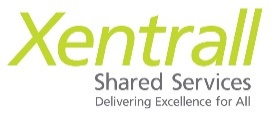 Xentrall
Shared Services
Delivering Excellence for All